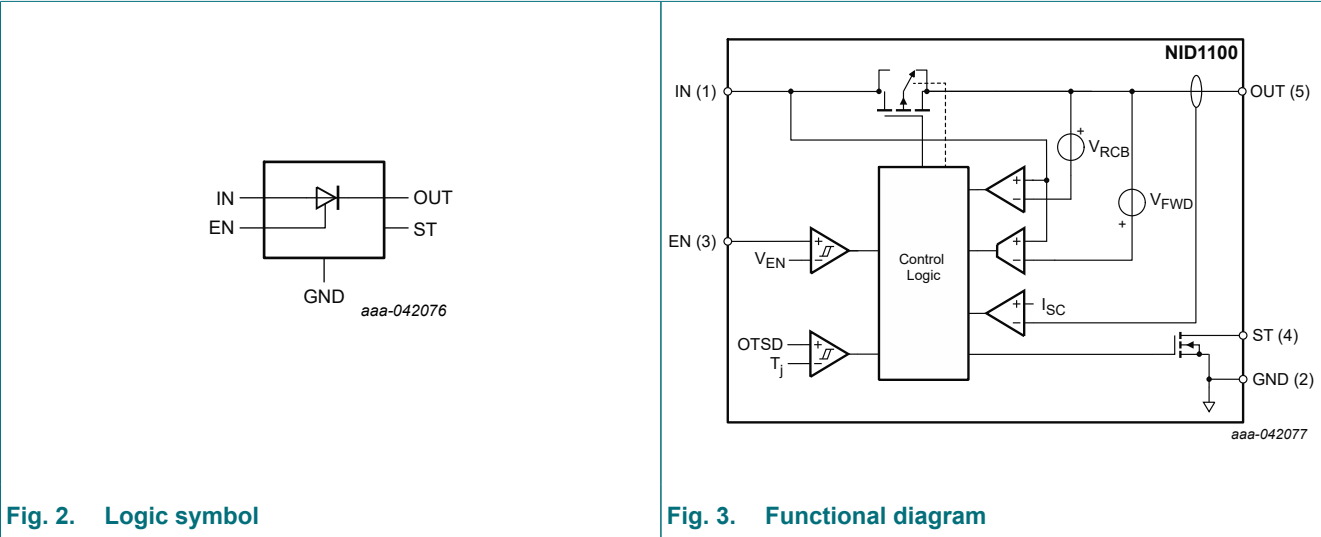 IN
EN
OUT
ST
GND
aaa-042076
Fig. 2. Logic symbol
NID1100
IN (1)
OUT (5)
+
VRCB
+
−
VFWD
+
EN (3)
+
VEN
−
+
−
Control
Logic
+
ISC
−
ST (4)
OTSD
+
Tj
−
GND (2)
aaa-042077
Fig. 3. Functional diagram